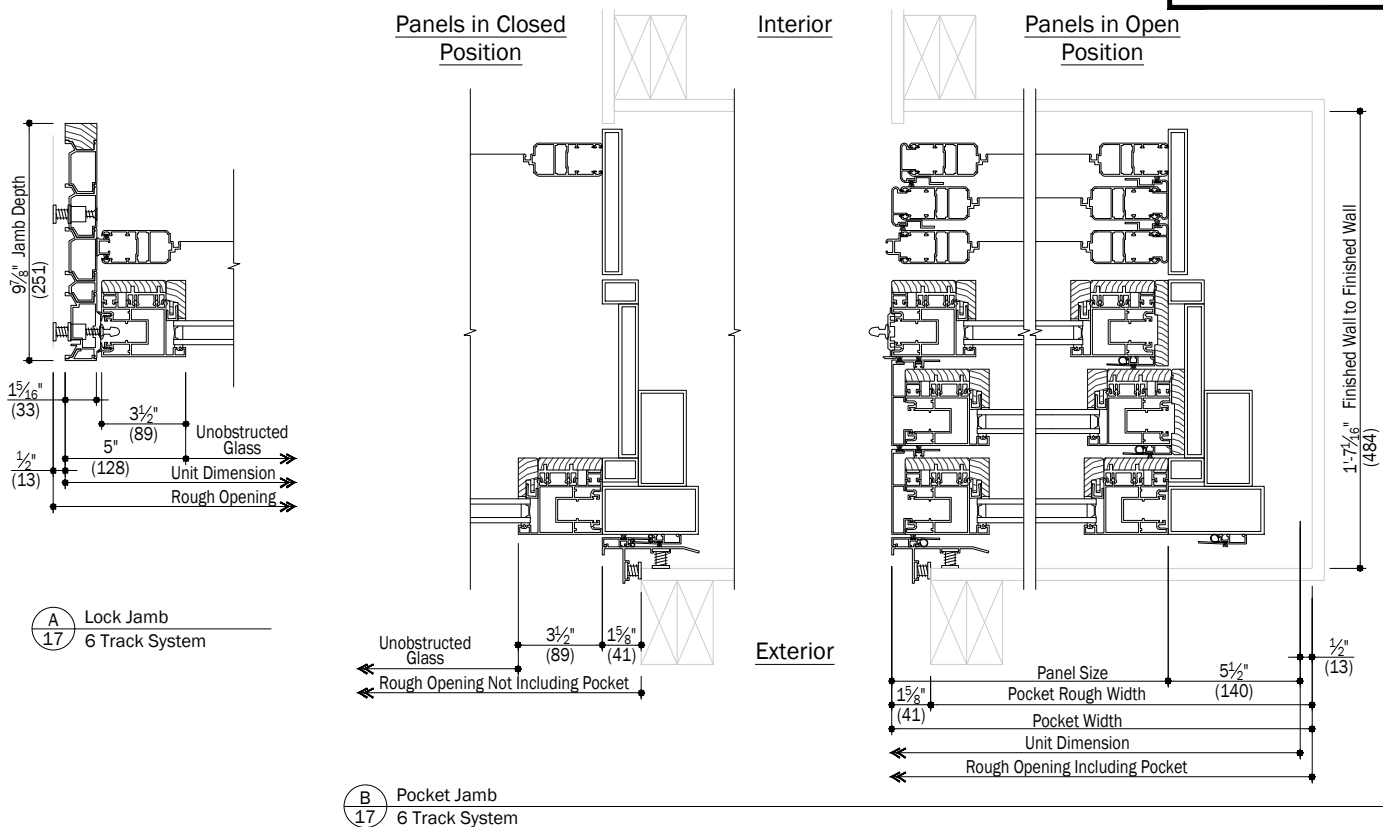 Panels in Closed
Position
Interior
Panels in Open
Position
9⅞" Jamb Depth
(251)
1'-7 1/16" Finished Wall to Finished Wall
(484)
1 5/16"
(33)
3½"
(89)
½"
(13)
5"
(128)
Unobstructed
Glass
Unit Dimension
Rough Opening
A
17
Lock Jamb
6 Track System
Unobstructed
Glass
3½"
(89)
1⅝"
(41)
Rough Opening Not Including Pocket
Exterior
½"
(13)
Panel Size
5½"
(140)
1⅝"
(41)
Pocket Rough Width
Pocket Width
Unit Dimension
Rough Opening Including Pocket
B
17
Pocket Jamb
6 Track System